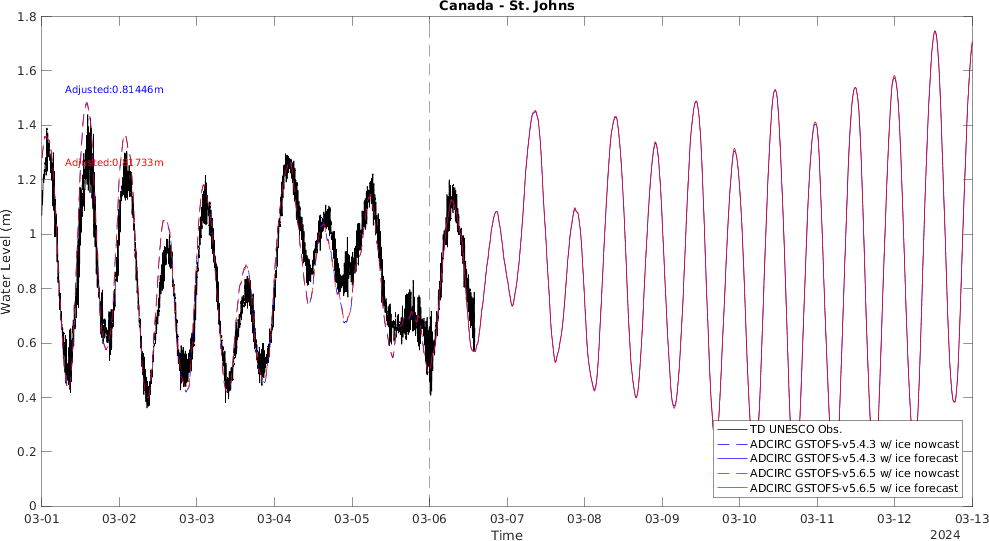 Canada - St. Johns
Adjusted:0.81446m
Water Level (m)
1.8
1.6
1.4
1.2
1
0.8
0.6
0.4
0.2
0
TD UNESCO Obs.
ADCIRC GSTOFS-v5.4.3 w/ ice nowcast
ADCIRC GSTOFS-v5.4.3 w/ ice forecast
ADCIRC GSTOFS-v5.6.5 w/ ice nowcast
ADCIRC GSTOFS-v5.6.5 w/ ice forecast
03-01 03-02 03-03 03-04 03-05 03-06 03-07 03-08 03-09 03-10 03-11 03-12 03-13
Time
2024